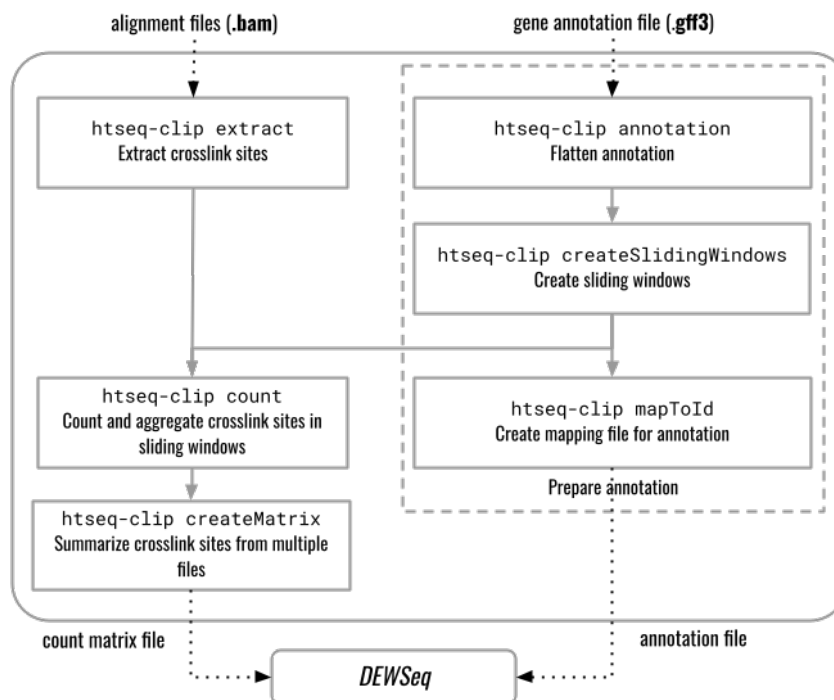 alignment files (.bam)
gene annotation file (.gff3)
htseq-clip extract
Extract crosslink sites
htseq-clip annotation
Flatten annotation
htseq-clip createSlidingWindows
Create sliding windows
htseq-clip count
Count and aggregate crosslink sites in
sliding windows
htseq-clip mapToId
Create mapping file for annotation
Prepare annotation
htseq-clip createMatrix
Summarize crosslink sites from multiple
files
count matrix file
annotation file
DEWSeq